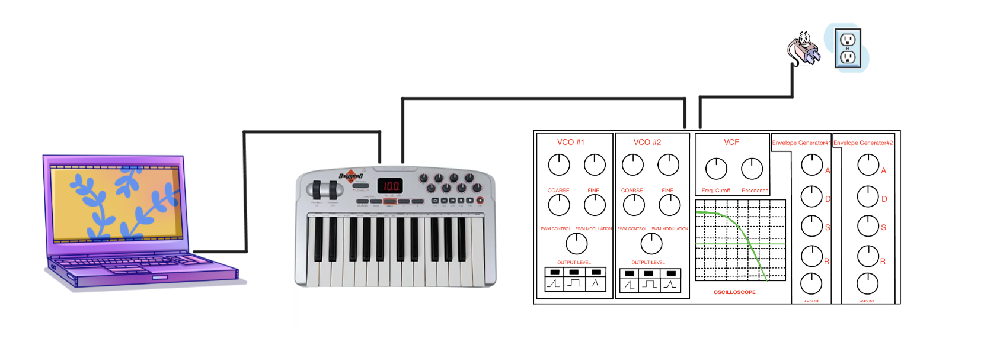 Oxygen8
100
VCO #1
COARSE FINE
PWM CONTROL PWM MODULATION
OUTPUT LEVEL
VCO #2
COARSE FINE
PWM CONTROL PWM MODULATION
OUTPUT LEVEL
VCF
Freq. Cutoff Resonance
OSCILLOSCOPE
Envelope Generator#1
A
D
S
R
AMOUNT
Envelope Generator#2
A
D
S
R
AMOUNT